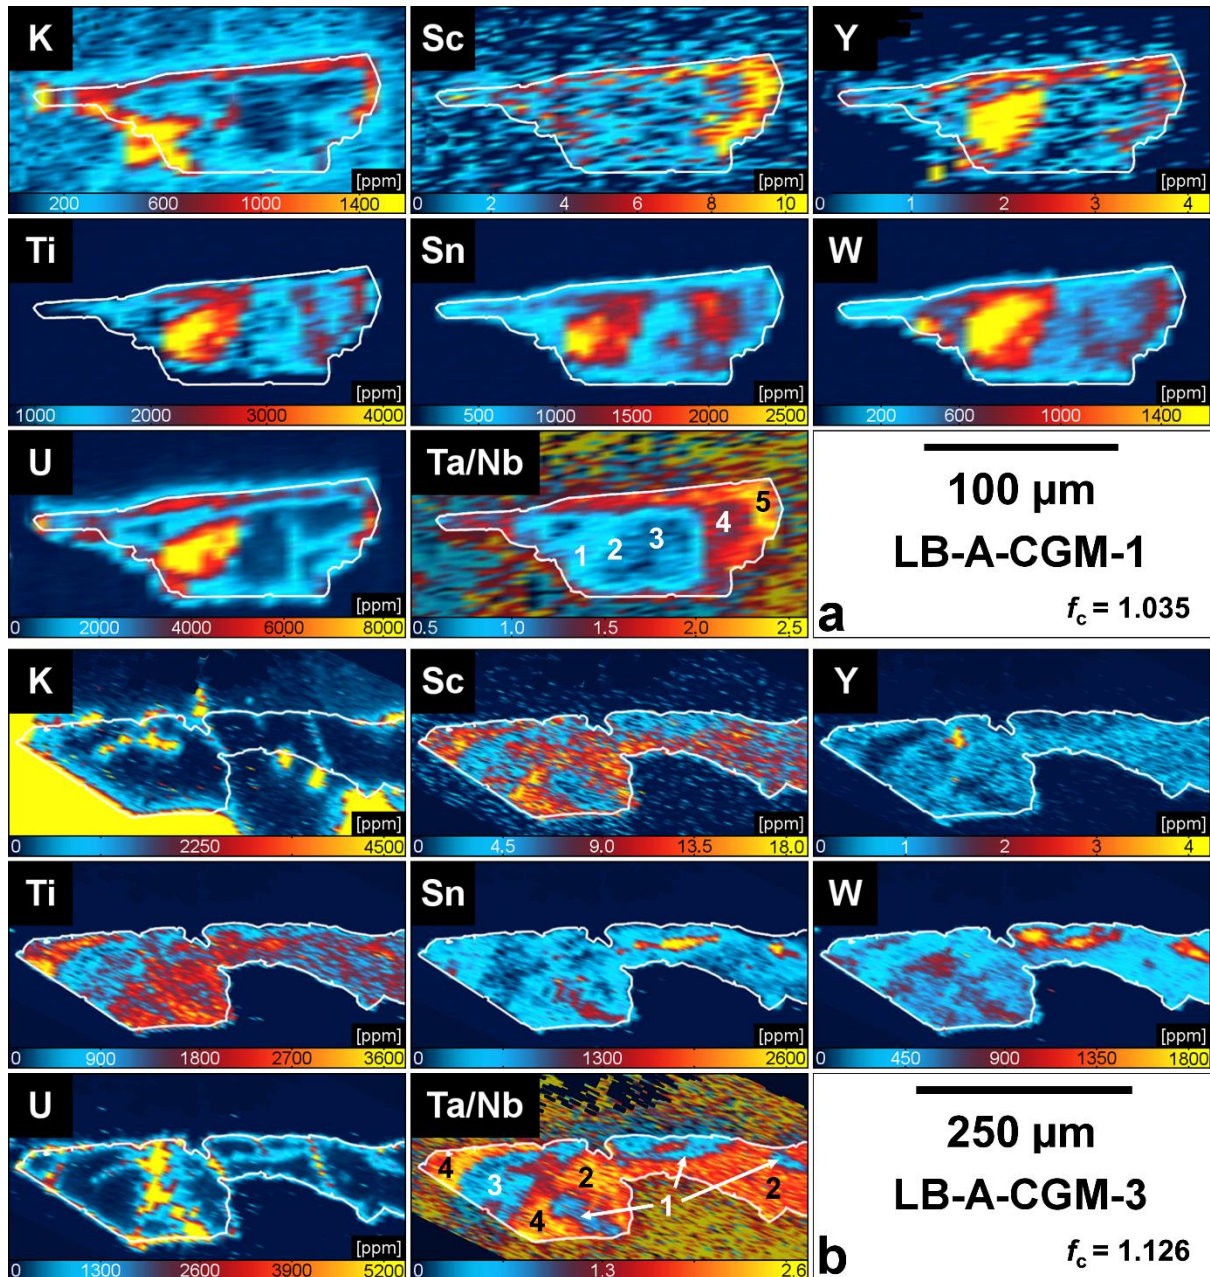 K Sc Y
[ppm] [ppm] [ppm]
200 600 1000 1400 0 2 4 6 8 10 0 1 2 3 4
Ti Sn W
[ppm] [ppm] [ppm]
1000 2000 3000 4000 500 1000 1500 2000 2500 200 600 1000 1400
U Ta/Nb 100 µm
5
4
1 2 3
LB-A-CGM-1
[ppm] a fc = 1.035
0 2000 4000 6000 8000 0.5 1.0 1.5 2.0 2.5
K Sc Y
[ppm] [ppm] [ppm]
0 2250 4500 0 4.5 9.0 13.5 18.0 0 1 2 3 4
Ti Sn W
[ppm] [ppm] [ppm]
0 900 1800 2700 3600 0 1300 2600 0 450 900 1350 1800
U Ta/Nb 250 µm
4 3 2 1 2
4
LB-A-CGM-3
[ppm] b fc = 1.126
0 1300 2600 3900 5200 0 1.3 2.6